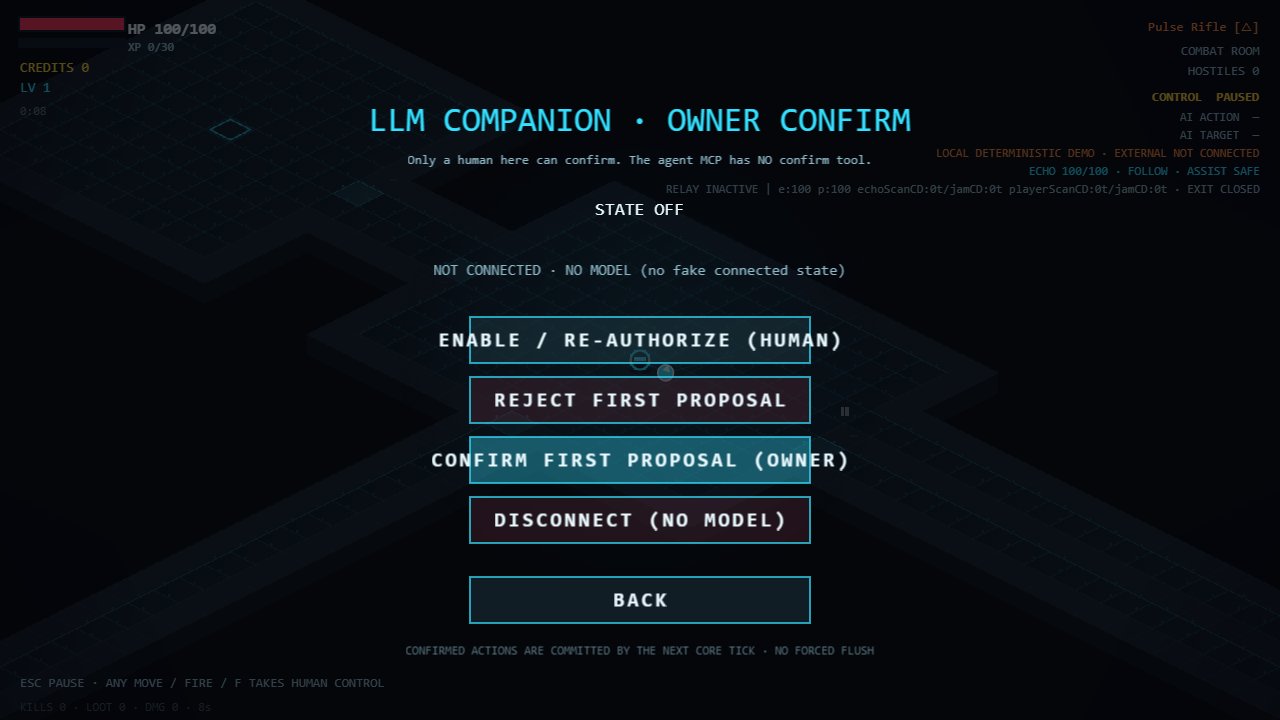 HP 100/100
XP 0/30
CREDITS 0
LV 1
0:08
Pulse Rifle [△]
COMBAT ROOM
HOSTILES 0
CONTROL PAUSED
AI ACTION —
AI TARGET —
LOCAL DETERMINISTIC DEMO · EXTERNAL NOT CONNECTED
ECHO 100/100 · FOLLOW · ASSIST SAFE
RELAY INACTIVE | e:100 p:100 echoScanCD:0t/jamCD:0t playerScanCD:0t/jamCD:0t · EXIT CLOSED
LLM COMPANION · OWNER CONFIRM
Only a human here can confirm. The agent MCP has NO confirm tool.
STATE OFF
NOT CONNECTED · NO MODEL (no fake connected state)
ENABLE / RE-AUTHORIZE (HUMAN)
REJECT FIRST PROPOSAL
CONFIRM FIRST PROPOSAL (OWNER)
DISCONNECT (NO MODEL)
BACK
CONFIRMED ACTIONS ARE COMMITTED BY THE NEXT CORE TICK · NO FORCED FLUSH
ESC PAUSE · ANY MOVE / FIRE / F TAKES HUMAN CONTROL
KILLS 0 · LOOT 0 · DMG 0 · 8s